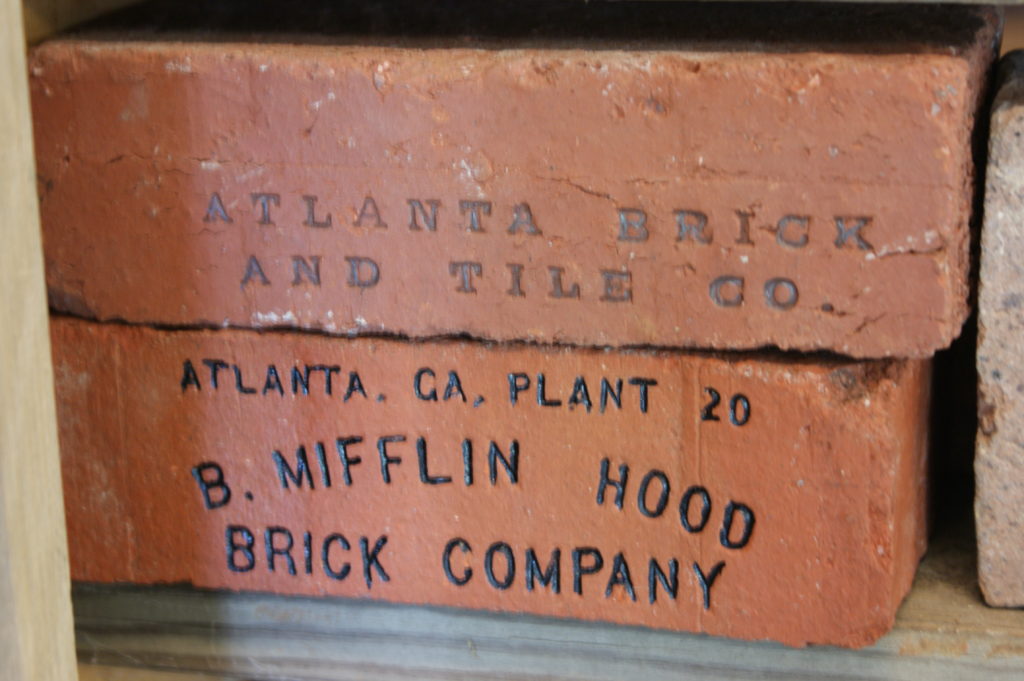 ATLANTA BRICK
AND TILE CO.
ATLANTA. GA. PLANT 20
B. MIFFLIN HOOD
BRICK COMPANY